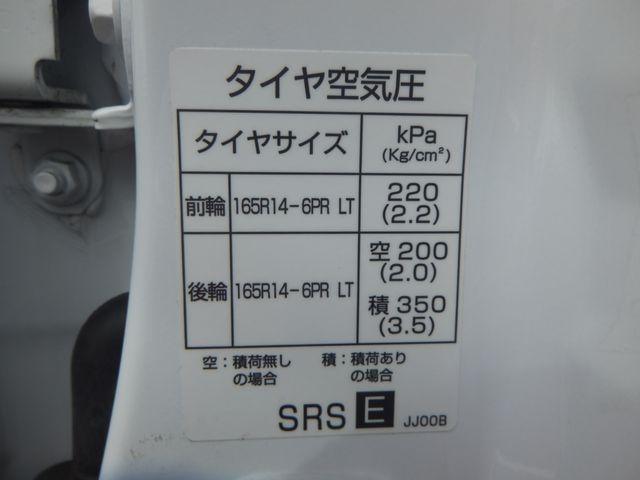 タイヤ空気圧
タイヤサイズ kPa
(Kg/cm²)
前輪 165R14-6PR LT 220
(2.2)
後輪 165R14-6PR LT 空 200
(2.0)
積 350
(3.5)
空：積荷無し 積：積荷あり
の場合 の場合
SRS E JJ00B